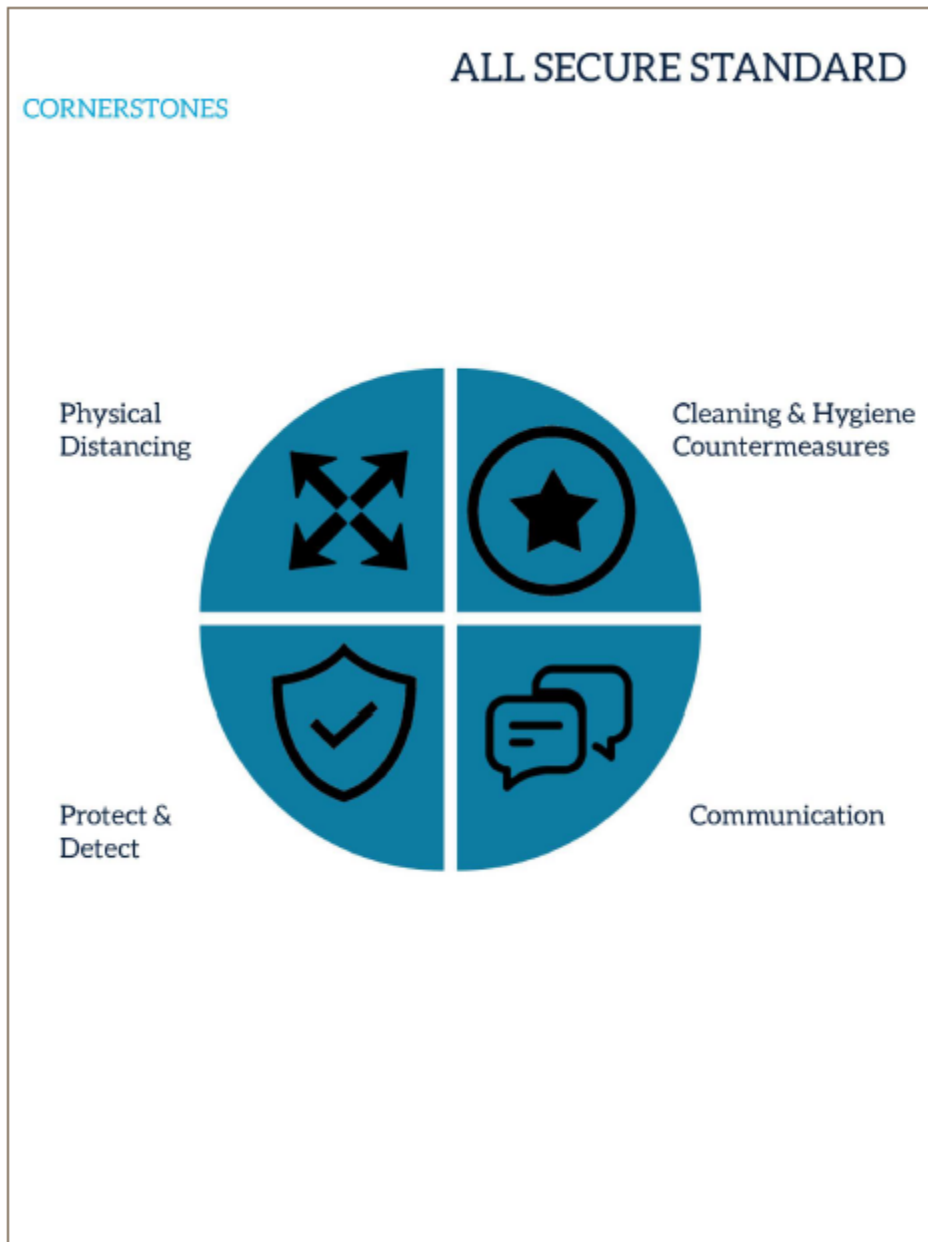 ALL SECURE STANDARD
CORNERSTONES
Physical
Distancing
Cleaning & Hygiene
Countermeasures
Protect &
Detect
Communication